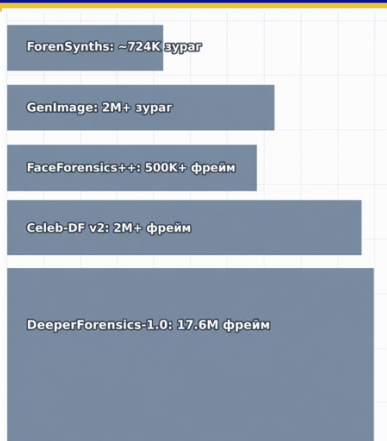 ForenSynths: ~724K зураг
GenImage: 2M+ зураг
FaceForensics++: 500K+ фрейм
Celeb-DF v2: 2M+ фрейм
DeeperForensics-1.0: 17.6M фрейм